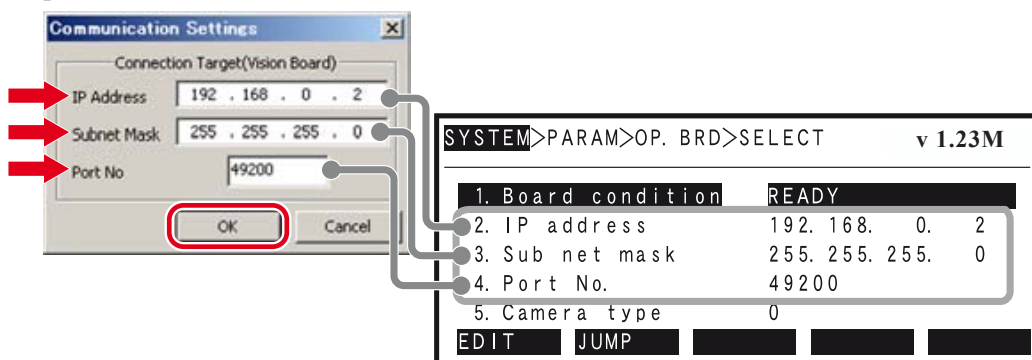 Communication Settings
Connection Target(Vision Board)
IP Address 192 . 168 . 0 . 2
Subnet Mask 255 . 255 . 255 . 0
Port No 49200
OK Cancel
SYSTEM>PARAM>OP. BRD>SELECT v 1.23M
1. Board condition READY
2. IP address 192. 168. 0. 2
3. Sub net mask 255. 255. 255. 0
4. Port No. 49200
5. Camera type 0
EDIT JUMP